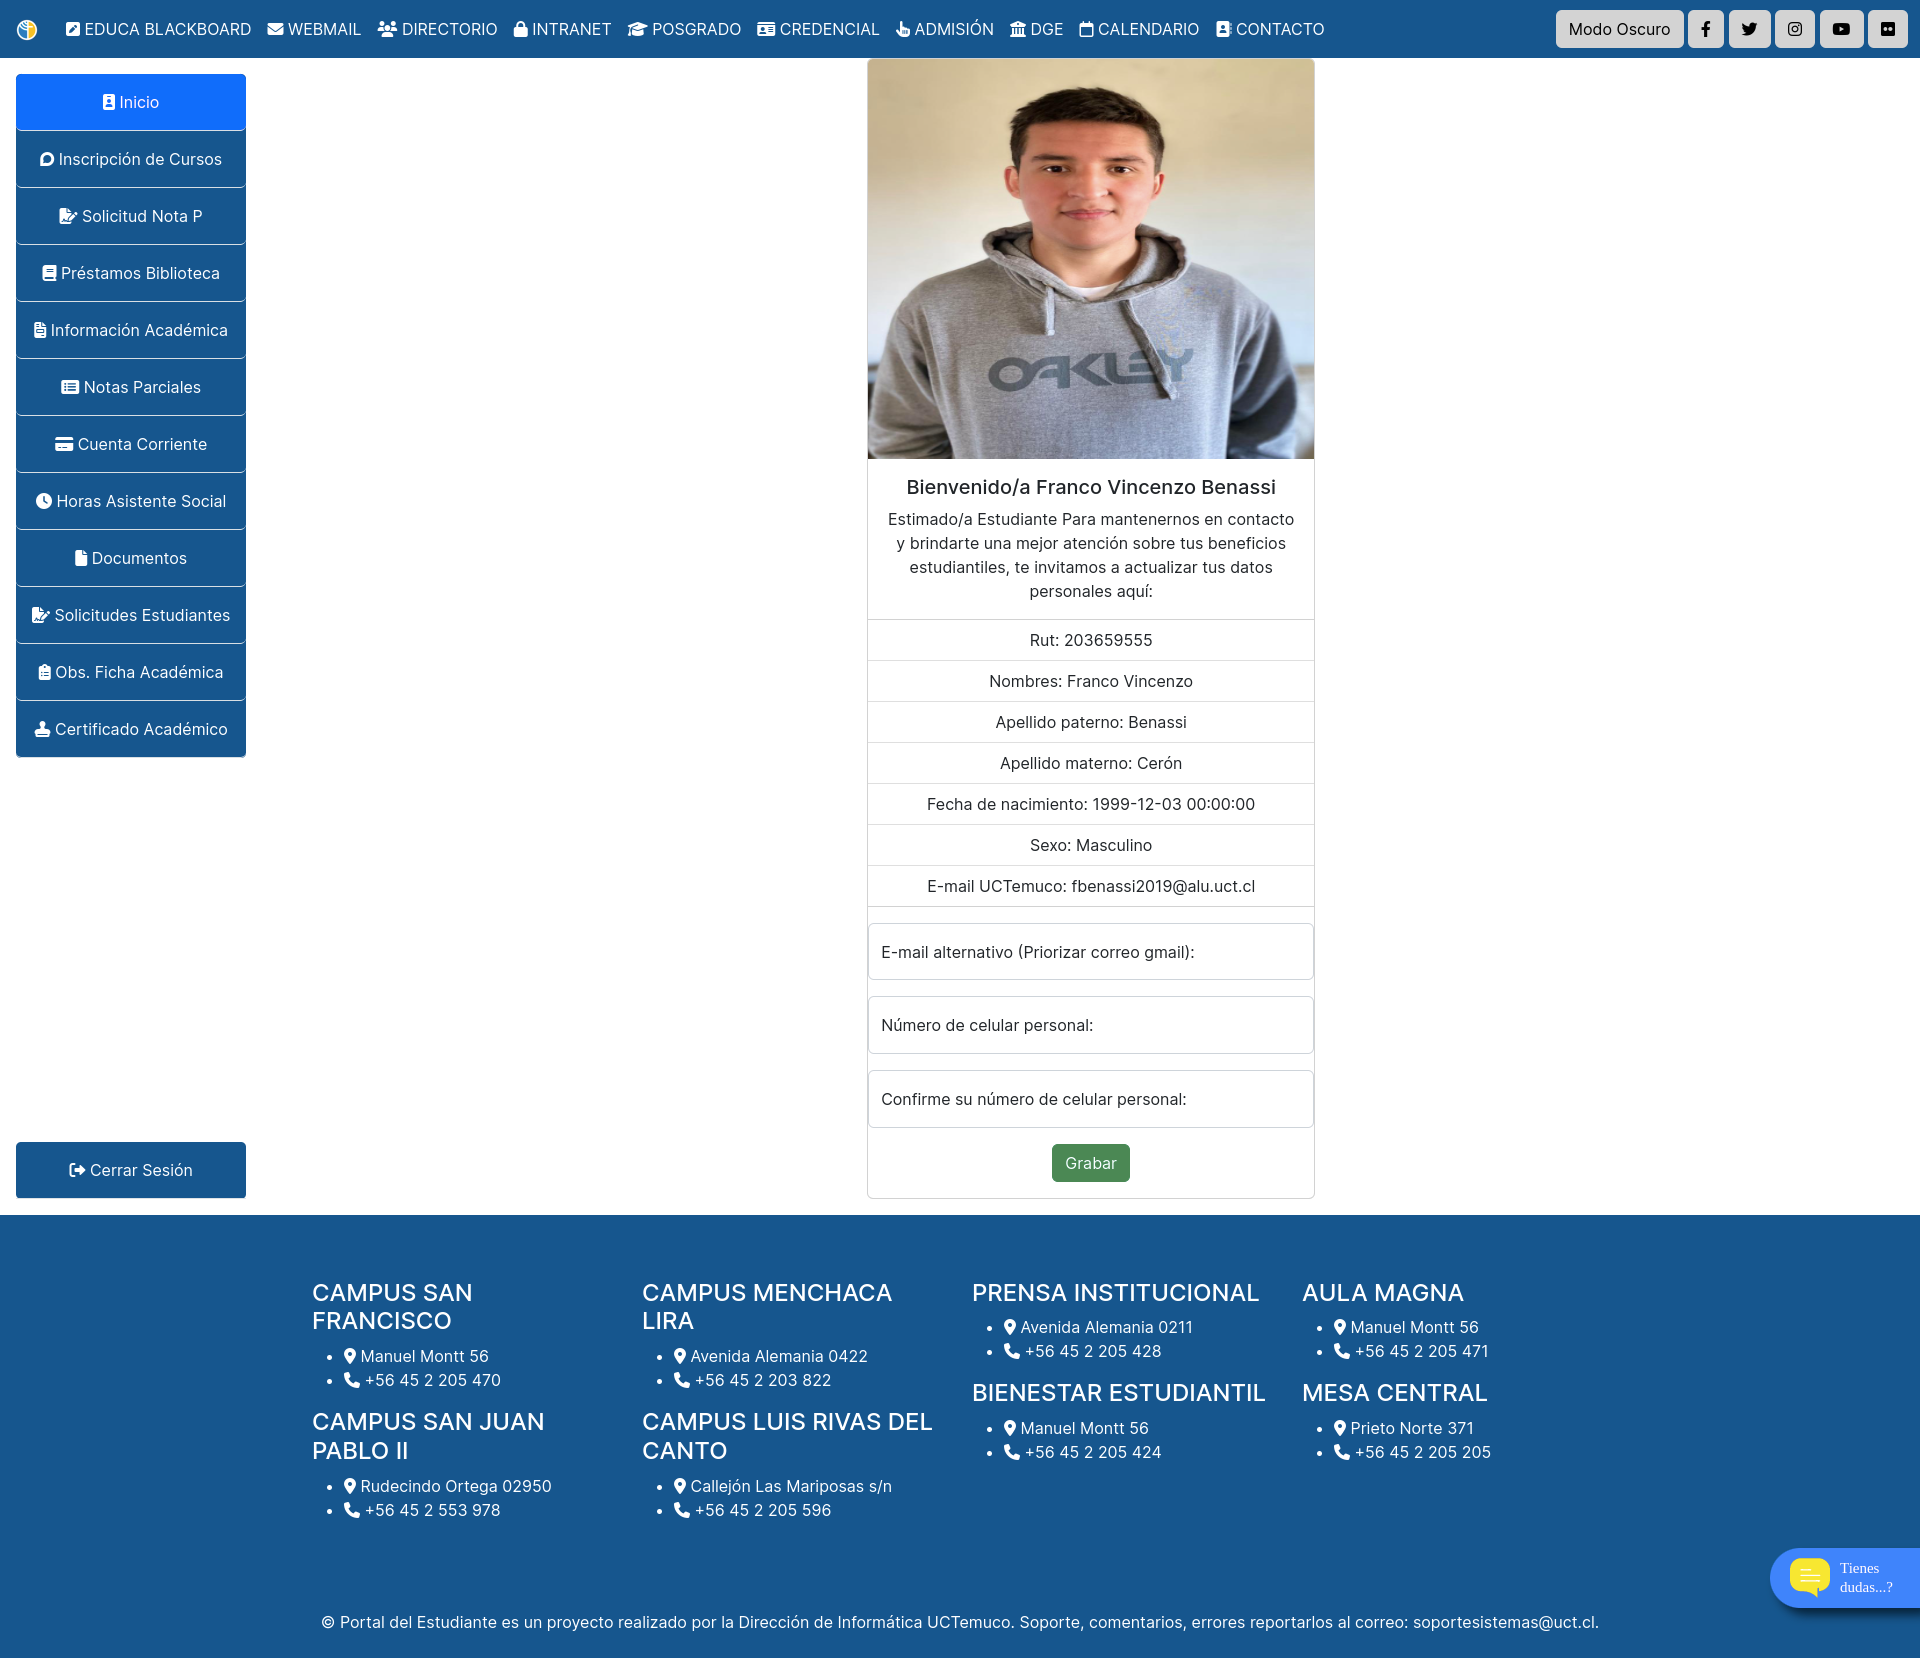 EDUCA BLACKBOARD WEBMAIL DIRECTORIO INTRANET POSGRADO CREDENCIAL ADMISIÓN DGE CALENDARIO CONTACTO Modo Oscuro
Inicio
Inscripción de Cursos
Solicitud Nota P
Préstamos Biblioteca
Información Académica
Notas Parciales
Cuenta Corriente
Horas Asistente Social
Documentos
Solicitudes Estudiantes
Obs. Ficha Académica
Certificado Académico
Cerrar Sesión
OAKLEY
Bienvenido/a Franco Vincenzo Benassi
Estimado/a Estudiante Para mantenernos en contacto
y brindarte una mejor atención sobre tus beneficios
estudiantiles, te invitamos a actualizar tus datos
personales aquí:
Rut: 203659555
Nombres: Franco Vincenzo
Apellido paterno: Benassi
Apellido materno: Cerón
Fecha de nacimiento: 1999-12-03 00:00:00
Sexo: Masculino
E-mail UCTemuco: fbenassi2019@alu.uct.cl
E-mail alternativo (Priorizar correo gmail):
Número de celular personal:
Confirme su número de celular personal:
Grabar
CAMPUS SAN
FRANCISCO
• Manuel Montt 56
• +56 45 2 205 470
CAMPUS SAN JUAN
PABLO II
• Rudecindo Ortega 02950
• +56 45 2 553 978
CAMPUS MENCHACA
LIRA
• Avenida Alemania 0422
• +56 45 2 203 822
CAMPUS LUIS RIVAS DEL
CANTO
• Callejón Las Mariposas s/n
• +56 45 2 205 596
PRENSA INSTITUCIONAL
• Avenida Alemania 0211
• +56 45 2 205 428
BIENESTAR ESTUDIANTIL
• Manuel Montt 56
• +56 45 2 205 424
AULA MAGNA
• Manuel Montt 56
• +56 45 2 205 471
MESA CENTRAL
• Prieto Norte 371
• +56 45 2 205 205
Tienes
dudas...?
© Portal del Estudiante es un proyecto realizado por la Dirección de Informática UCTemuco. Soporte, comentarios, errores reportarlos al correo: soportesistemas@uct.cl.